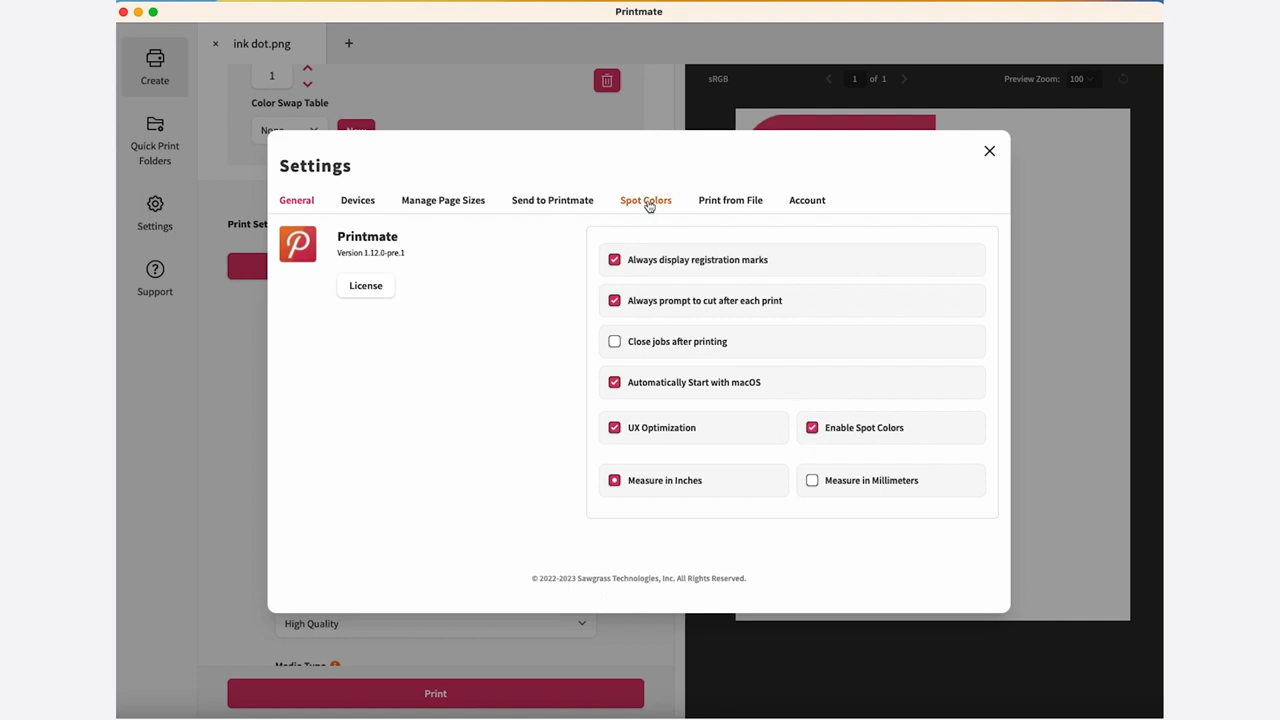 Printmate
ink dot.png
Create
1
Color Swap Table
sRGB
1 of 1
Preview Zoom: 100
Quick Print
Folders
Settings
Support
Settings
General
Devices
Manage Page Sizes
Send to Printmate
Spot Colors
Print from File
Account
Printmate
Version 1.12.0-pre.1
License
Always display registration marks
Always prompt to cut after each print
Close jobs after printing
Automatically Start with macOS
UX Optimization
Enable Spot Colors
Measure in Inches
Measure in Millimeters
© 2022-2023 Sawgrass Technologies, Inc. All Rights Reserved.
Print Set
High Quality
Media Type
Print